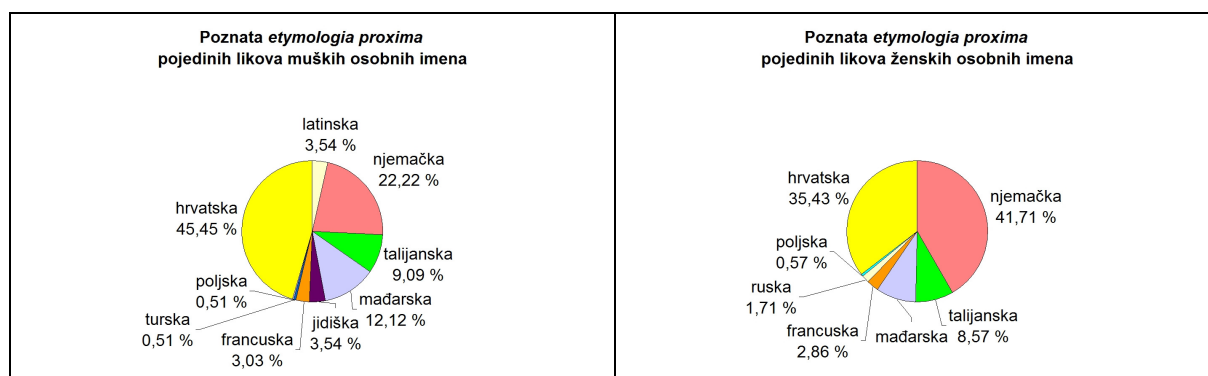 Poznata etymologia proxima
pojedinih likova muških osobnih imena
latinska
3,54 %
njemačka
22,22 %
hrvatska
45,45 %
talijanska
9,09 %
poljska
0,51 %
mađarska
12,12 %
turska
0,51 %
francuska
3,03 %
jidiška
3,54 %
Poznata etymologia proxima
pojedinih likova ženskih osobnih imena
hrvatska
35,43 %
njemačka
41,71 %
poljska
0,57 %
ruska
1,71 %
francuska
2,86 %
mađarska
talijanska
8,57 %